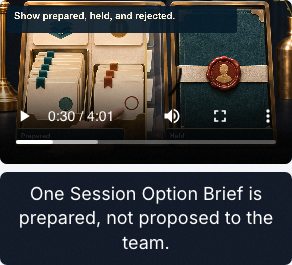 Show prepared, held, and rejected.
0:30 / 4:01
Prepared
Held
One Session Option Brief is
prepared, not proposed to the
team.